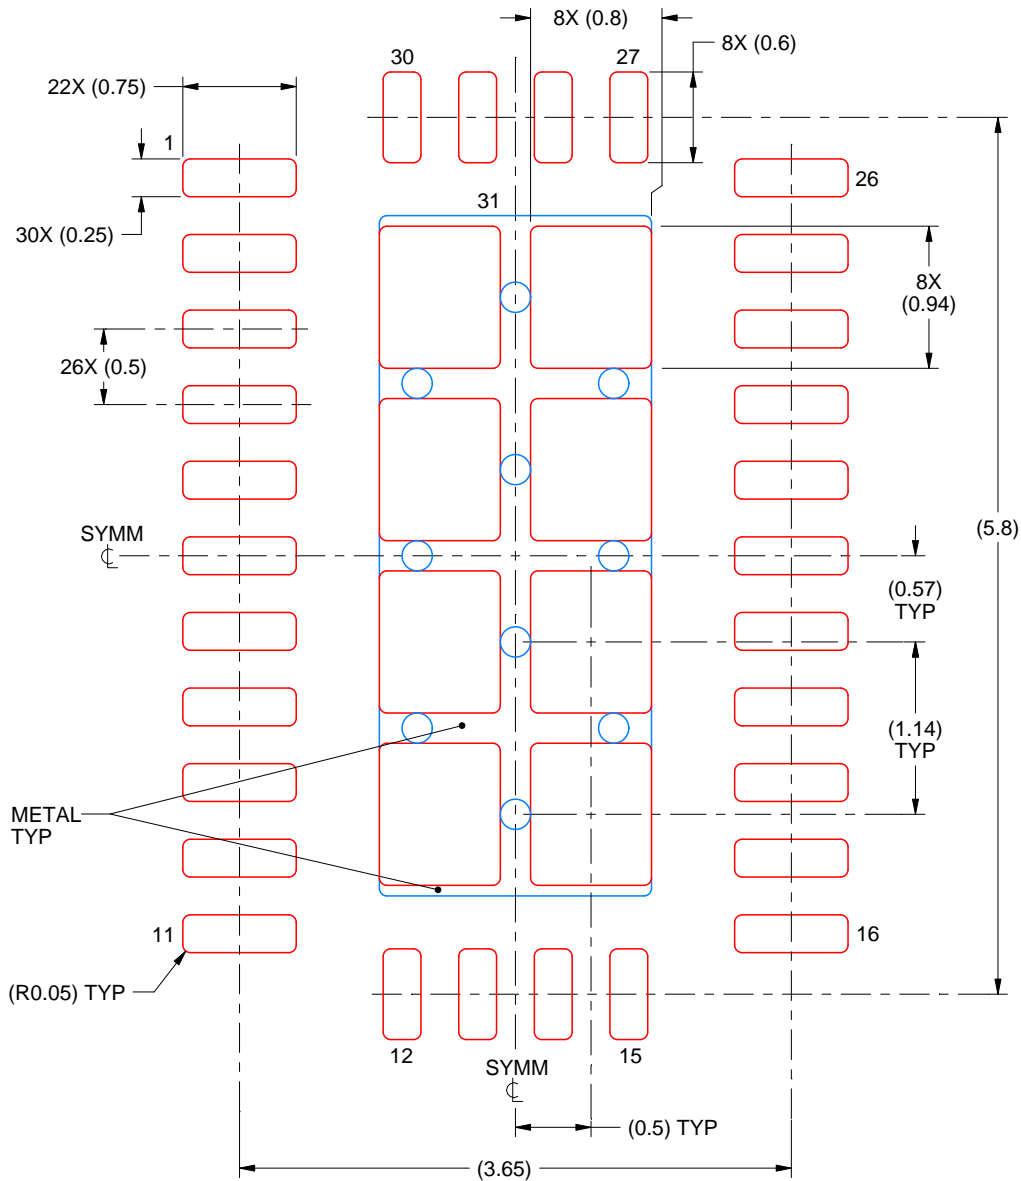 8X (0.8)
30
27
8X (0.6)
22X (0.75)
1
26
30X (0.25)
31
8X
(0.94)
26X (0.5)
SYMM
(5.8)
(0.57)
TYP
(1.14)
TYP
METAL
TYP
11
16
(R0.05) TYP
12
15
SYMM
(0.5) TYP
(3.65)